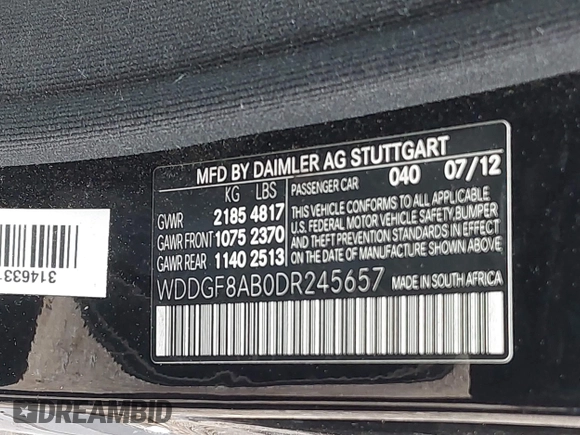 MFD BY DAIMLER AG STUTTGART
KG LBS PASSENGER CAR 040 07/12
GVWR 2185 4817
GAWR FRONT 1075 2370
GAWR REAR 1140 2513
THIS VEHICLE CONFORMS TO ALL APPLICABLE
U.S. FEDERAL MOTOR VEHICLE SAFETY, BUMPER
AND THEFT PREVENTION STANDARDS IN EFFECT
ON THE DATE OF MANUFACTURE SHOWN ABOVE.
WDDGF8AB0DR245657 MADE IN SOUTH AFRICA
314633
DREAMBID